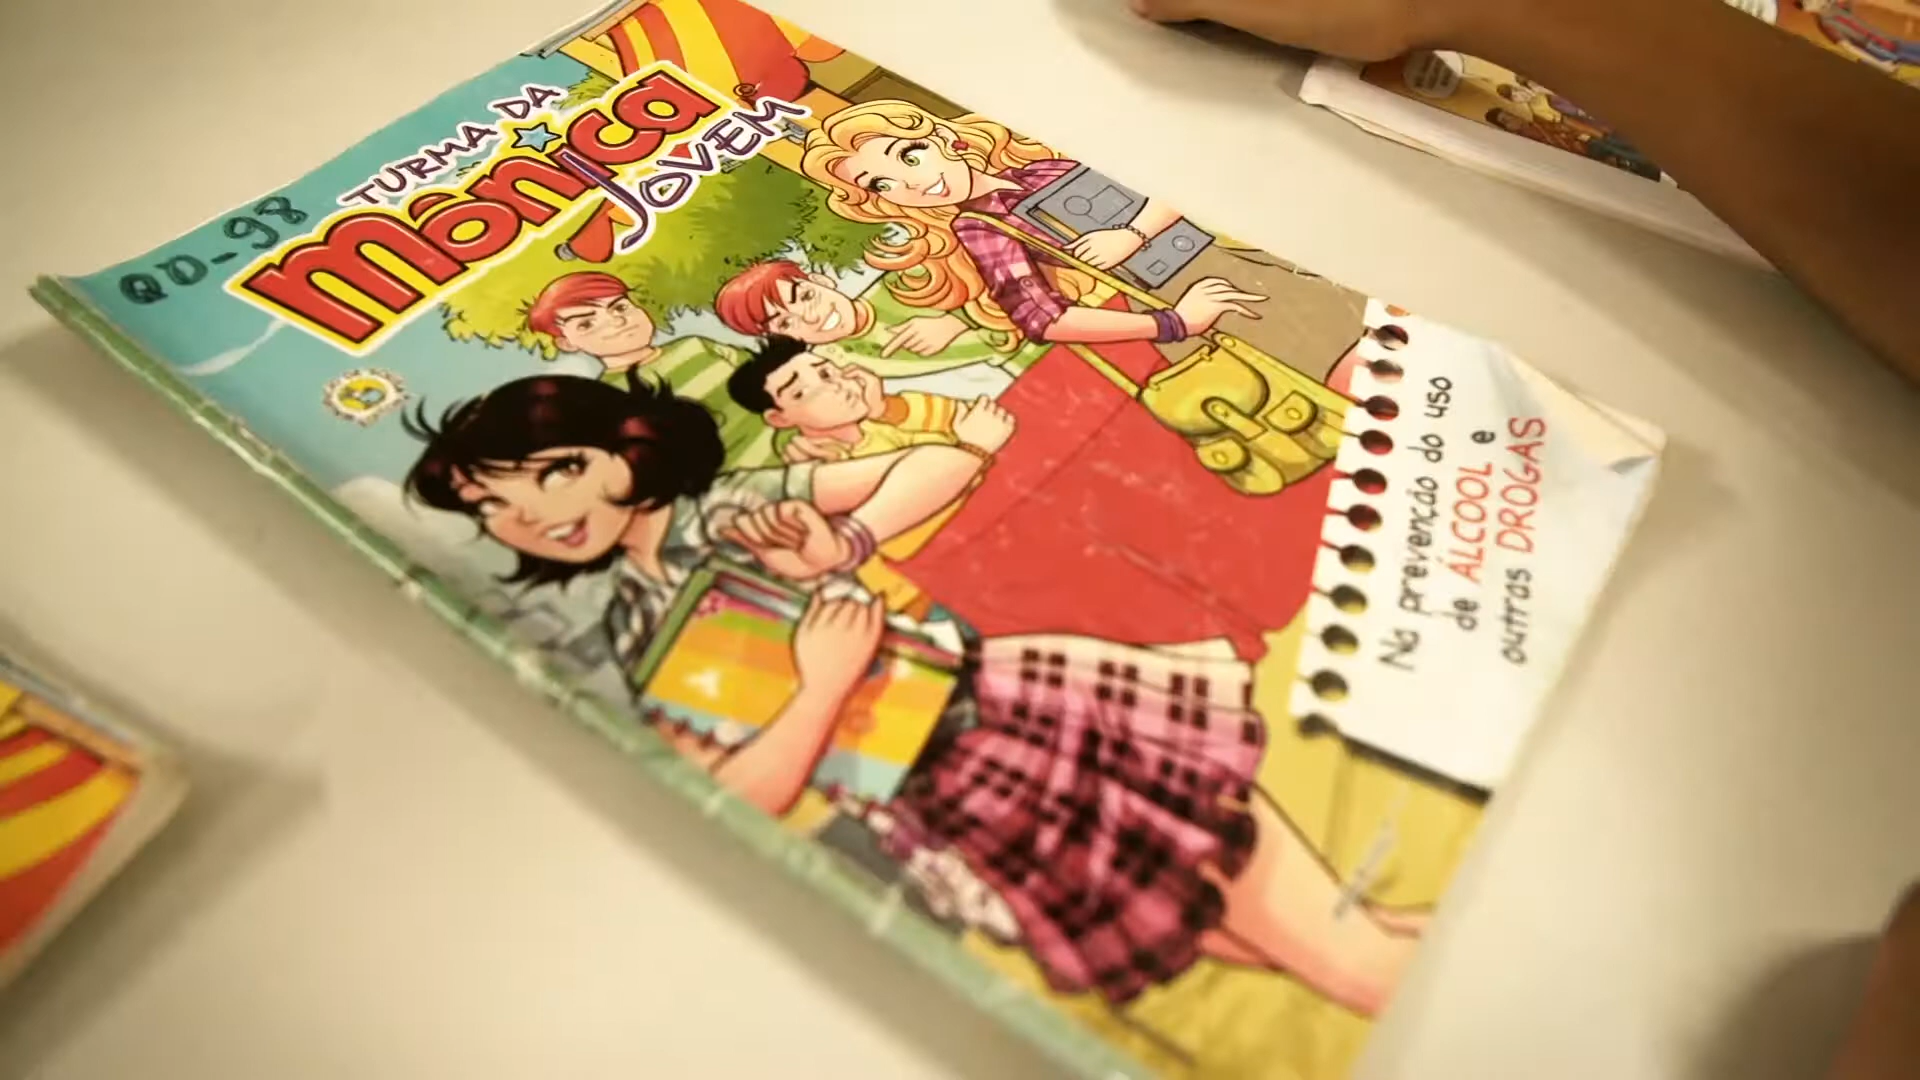 QD-98
TURMA DA
mônica
JOVEM
Na prevenção do uso
de ÁLCOOL e
outras DROGAS